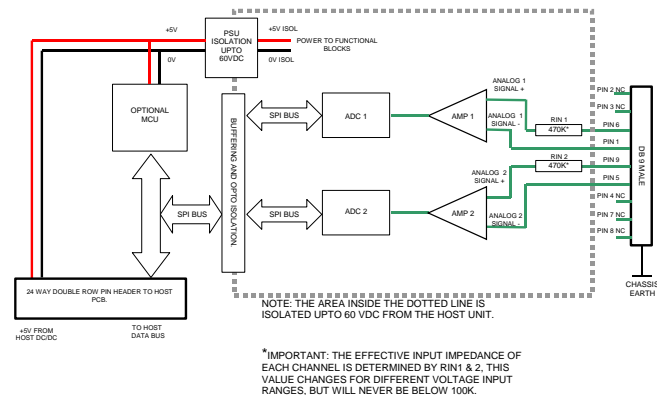 +5V
PSU
ISOLATION
UPTO
60VDC
+5V ISOL
POWER TO FUNCTIONAL
BLOCKS
0V
0V ISOL
OPTIONAL
MCU
BUFFERING AND OPTO ISOLATION.
SPI BUS
ADC 1
AMP 1
ANALOG 1
SIGNAL +
ANALOG 1
SIGNAL -
RIN 1
470K*
PIN 2 NC
PIN 3 NC
PIN 6
PIN 1
RIN 2
470K*
PIN 9
PIN 5
PIN 4 NC
PIN 7 NC
PIN 8 NC
DB 9 MALE
ANALOG 2
SIGNAL +
SPI BUS
SPI BUS
ADC 2
AMP 2
ANALOG 2
SIGNAL -
CHASSIS
EARTH
24 WAY DOUBLE ROW PIN HEADER TO HOST
PCB.
+5V FROM
HOST DC/DC
TO HOST
DATA BUS
NOTE: THE AREA INSIDE THE DOTTED LINE IS
ISOLATED UPTO 60 VDC FROM THE HOST UNIT.
*IMPORTANT: THE EFFECTIVE INPUT IMPEDANCE OF
EACH CHANNEL IS DETERMINED BY RIN1 & 2, THIS
VALUE CHANGES FOR DIFFERENT VOLTAGE INPUT
RANGES, BUT WILL NEVER BE BELOW 100K.